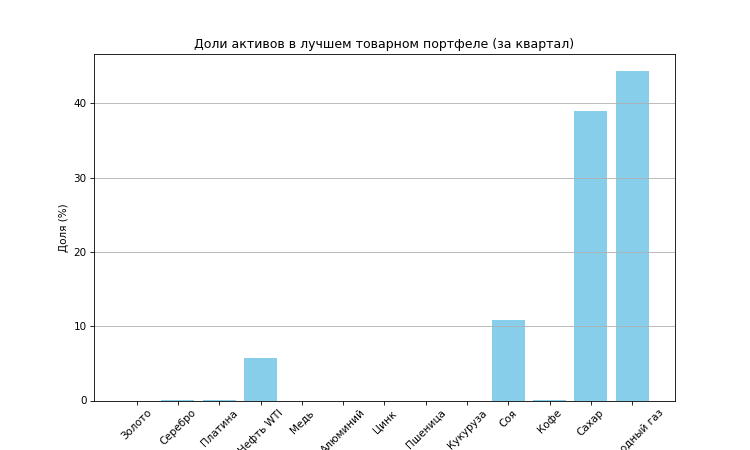 Доли активов в лучшем товарном портфеле (за квартал)
Доля (%)
40
30
20
10
0
Золото
Серебро
Платина
Нефть WTI
Медь
Алюминий
Цинк
Пшеница
Кукуруза
Соя
Кофе
Сахар
газ